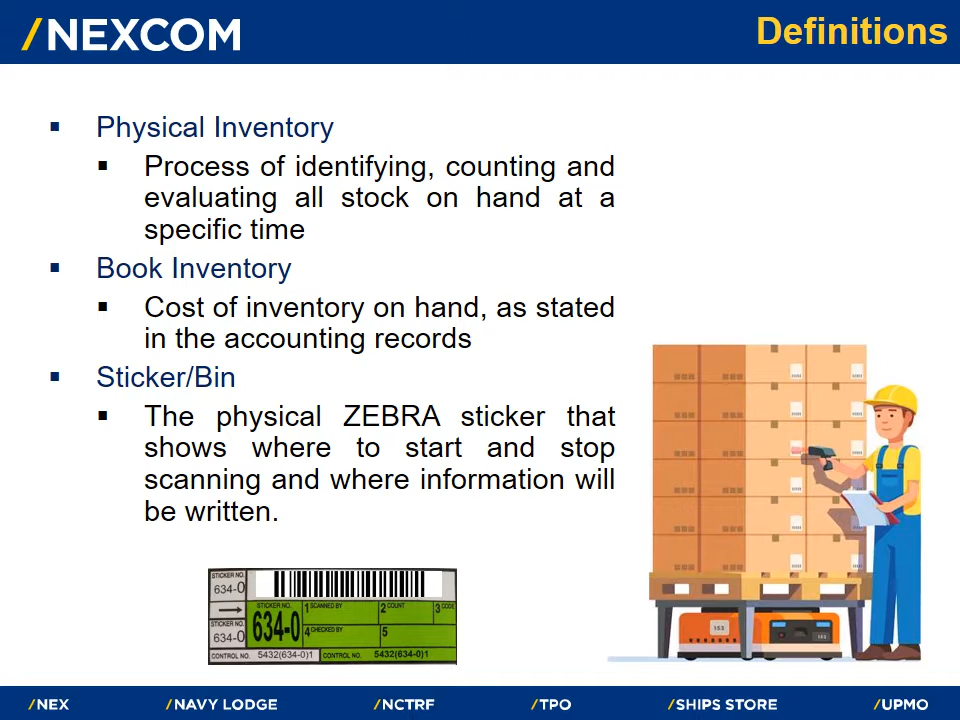 /NEXCOM
Definitions
▪ Physical Inventory
▪ Process of identifying, counting and
evaluating all stock on hand at a
specific time
▪ Book Inventory
▪ Cost of inventory on hand, as stated
in the accounting records
▪ Sticker/Bin
▪ The physical ZEBRA sticker that
shows where to start and stop
scanning and where information will
be written.
STICKER NO.
634-0
STICKER NO.
634-0
CONTROL NO. 5432(634-0)1
STICKER NO.
634-0
1 SCANNED BY
2 COUNT
3 CODE
4 CHECKED BY
5
CONTROL NO. 5432(634-0)1
153
/NEX
/NAVY LODGE
/NCTRF
/TPO
/SHIPS STORE
/UPMO